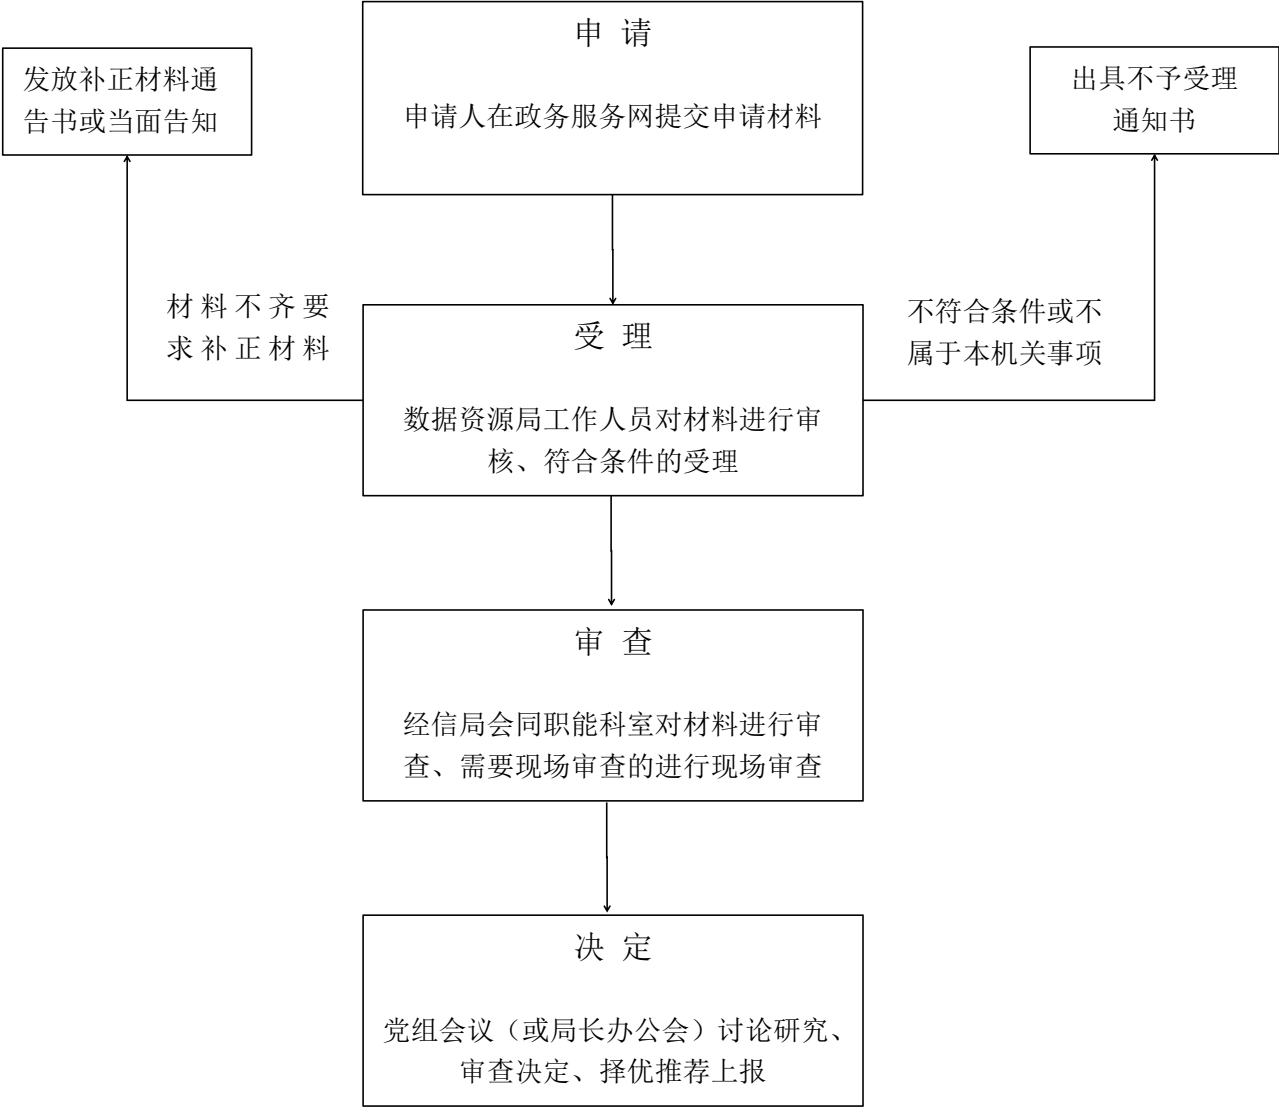 申 请
申请人在政务服务网提交申请材料
发放补正材料通
告书或当面告知
出具不予受理
通知书
材料不齐要
求补正材料
不符合条件或不
属于本机关事项
受 理
数据资源局工作人员对材料进行审
核、符合条件的受理
审 查
经信局会同职能科室对材料进行审
查、需要现场审查的进行现场审查
决 定
党组会议（或局长办公会）讨论研究、
审查决定、择优推荐上报